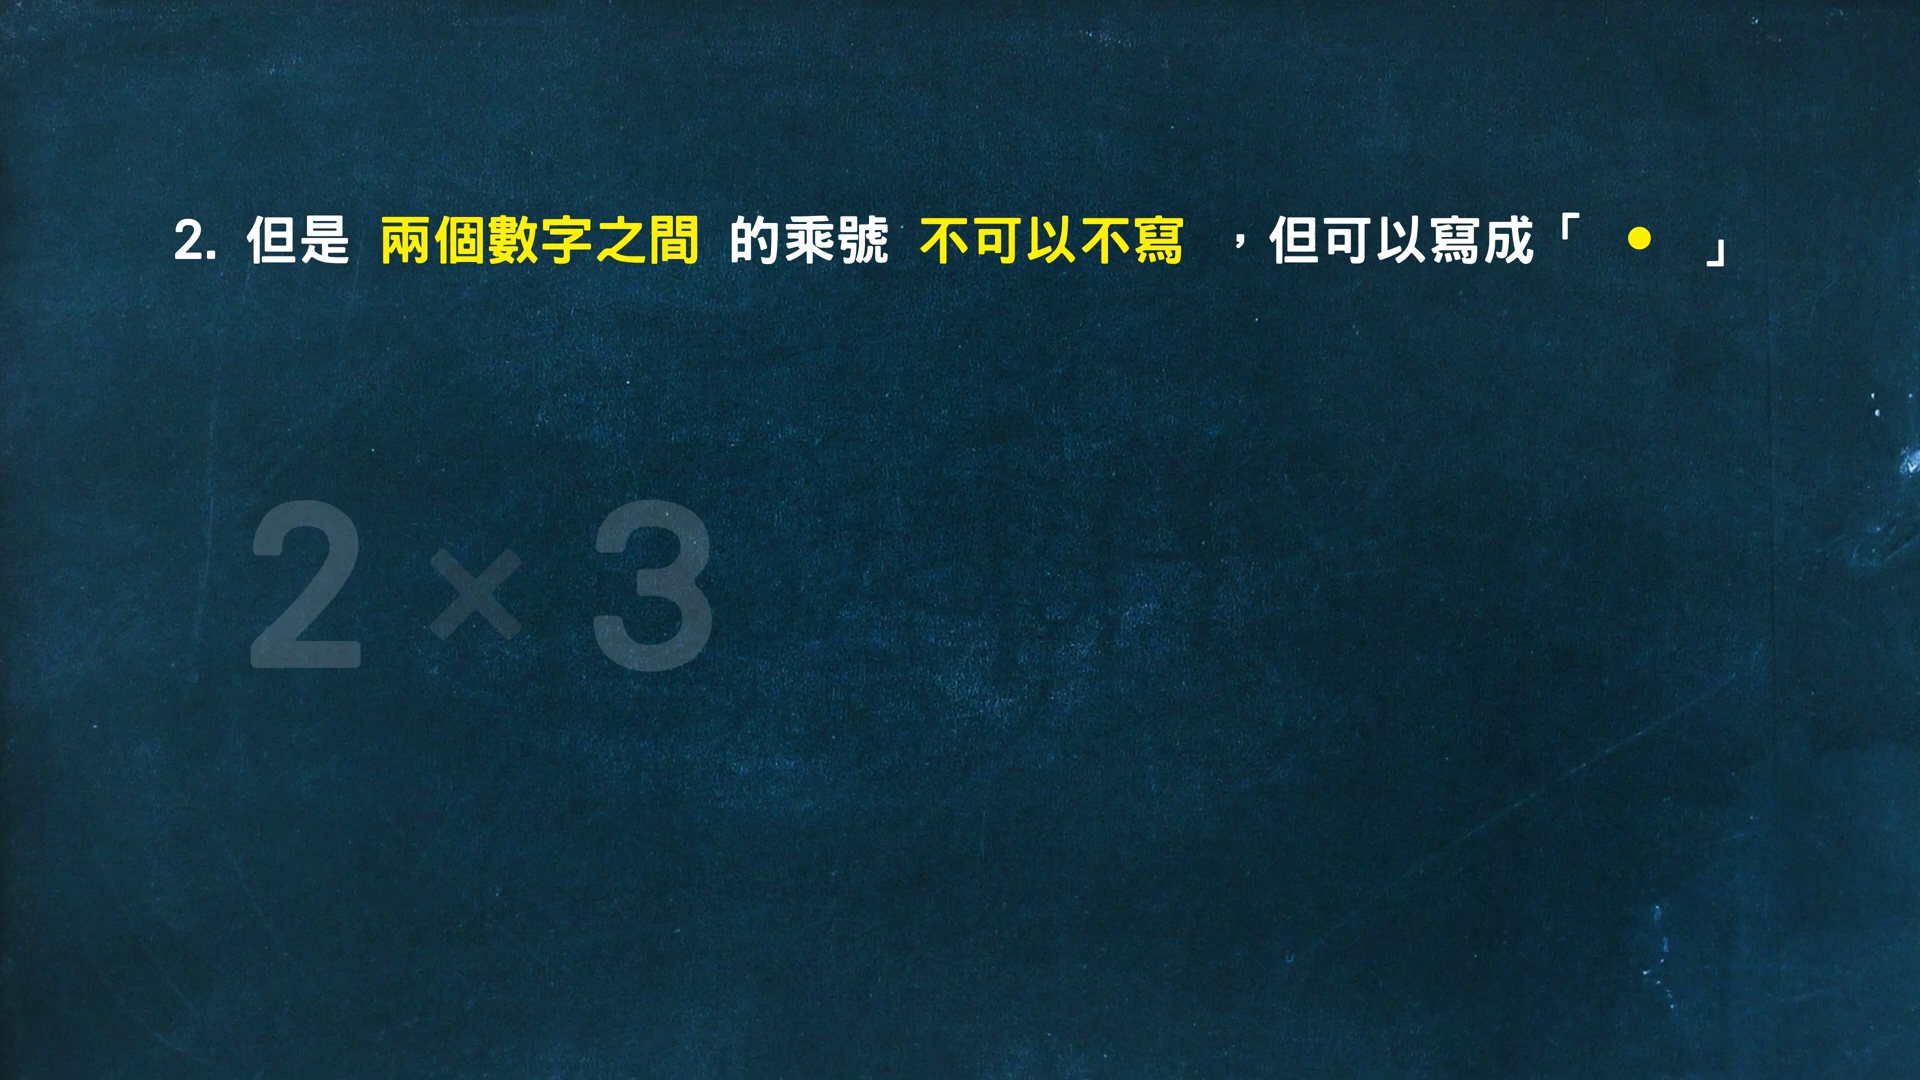 2. 但是 兩個數字之間 的乘號 不可以不寫 ，但可以寫成「 • 」
2 × 3